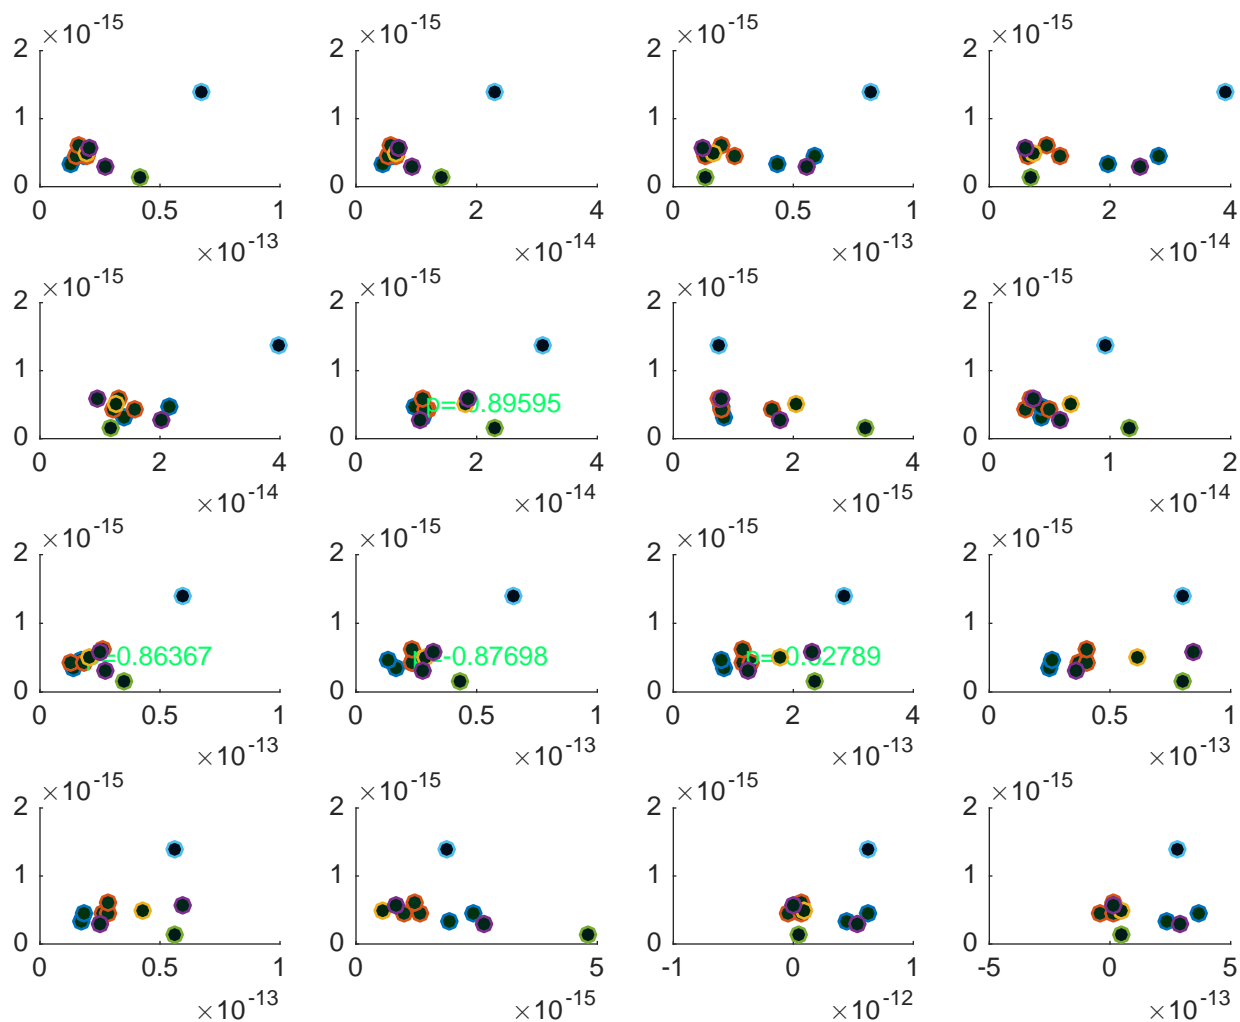 ×10-15 ×10-15 ×10-15 ×10-15
2 2 2 2
1 1 1 1
0 0 0 0
0 0.5 1 0 2 4 0 0.5 1 0 2 4
×10-13 ×10-14 ×10-13 ×10-14
×10-15 ×10-15 ×10-15 ×10-15
2 2 2 2
1 1 1 1
0.89595
0 0 0 0
0 2 4 0 2 4 0 2 4 0 1 2
×10-14 ×10-14 ×10-15 ×10-14
×10-15 ×10-15 ×10-15 ×10-15
2 2 2 2
1 1 1 1
=0.86367 =-0.87698
0 0 0 0
0 0.5 1 0 0.5 1 0 2 4 0 0.5 1
×10-13 ×10-13 ×10-13 ×10-13
×10-15 ×10-15 ×10-15 ×10-15
2 2 2 2
1 1 1 1
0 0 0 0
0 0.5 1 0 5 -1 0 1 -5 0 5
×10-13 ×10-15 ×10-12 ×10-13